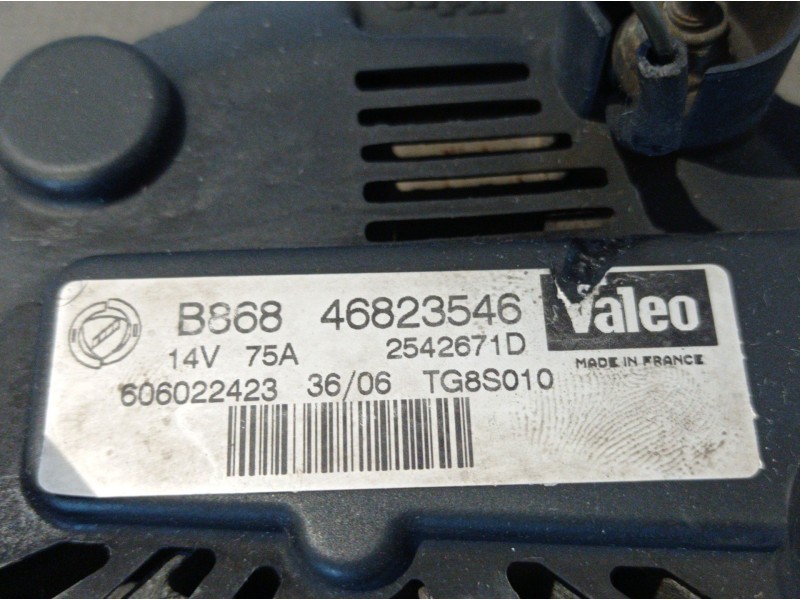 B868 46823546 Valeo
14V 75A 2542671D
MADE IN FRANCE
606022423 36/06 TG8S010